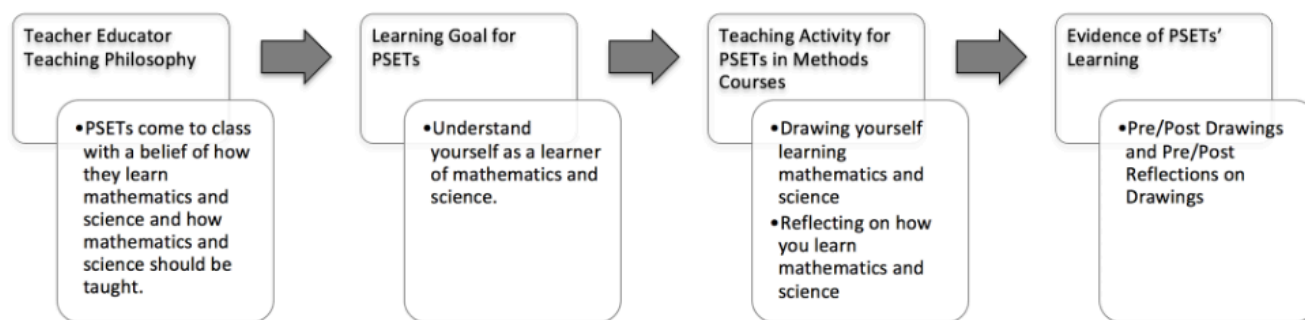 Teacher Educator
Teaching Philosophy
•PSETs come to class
with a belief of how
they learn
mathematics and
science and how
mathematics and
science should be
taught.
Learning Goal for
PSETs
•Understand
yourself as a learner
of mathematics and
science.
Teaching Activity for
PSETs in Methods
Courses
•Drawing yourself
learning
mathematics and
science
•Reflecting on how
you learn
mathematics and
science
Evidence of PSETs'
Learning
•Pre/Post Drawings
and Pre/Post
Reflections on
Drawings